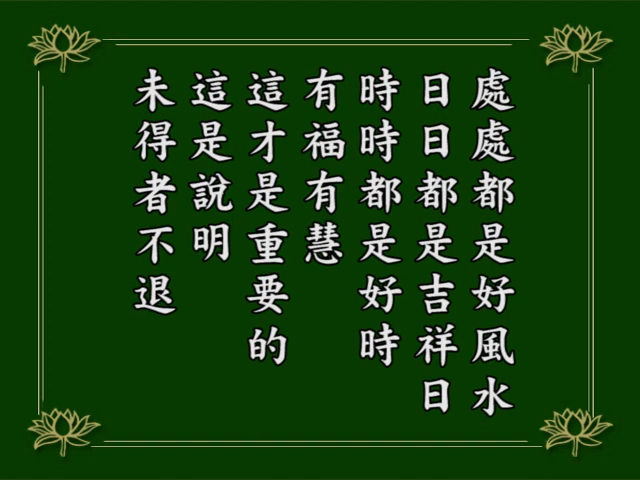 處處都是好風水
日日都是吉祥日
時時都是好時
有福有慧
這才是重要的
這是說明
未得者不退